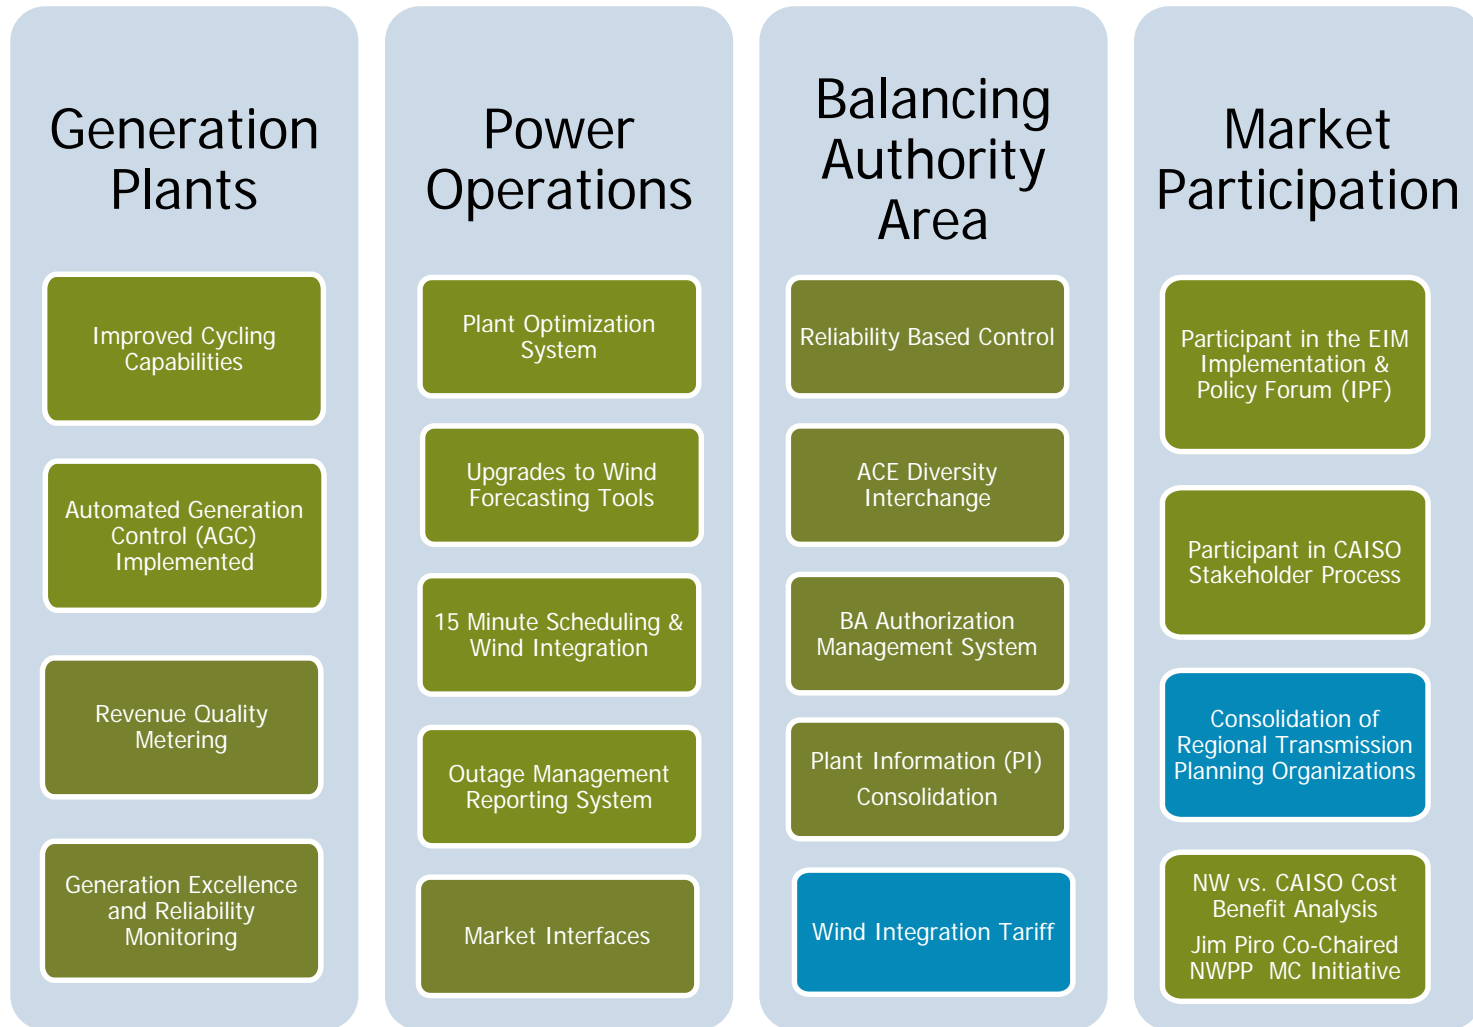 Generation
Plants
Improved Cycling
Capabilities
Automated Generation
Control (AGC)
Implemented
Revenue Quality
Metering
Generation Excellence
and Reliability
Monitoring
Power
Operations
Plant Optimization
System
Upgrades to Wind
Forecasting Tools
15 Minute Scheduling &
Wind Integration
Outage Management
Reporting System
Market Interfaces
Balancing
Authority
Area
Reliability Based Control
ACE Diversity
Interchange
BA Authorization
Management System
Plant Information (PI)
Consolidation
Wind Integration Tariff
Market
Participation
Participant in the EIM
Implementation &
Policy Forum (IPF)
Participant in CAISO
Stakeholder Process
Consolidation of
Regional Transmission
Planning Organizations
NW vs. CAISO Cost
Benefit Analysis
Jim Piro Co-Chaired
NWPP MC Initiative